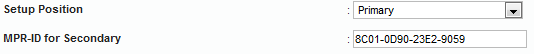 Setup Position : Primary
MPR-ID for Secondary : 8C01-0D90-23E2-9059